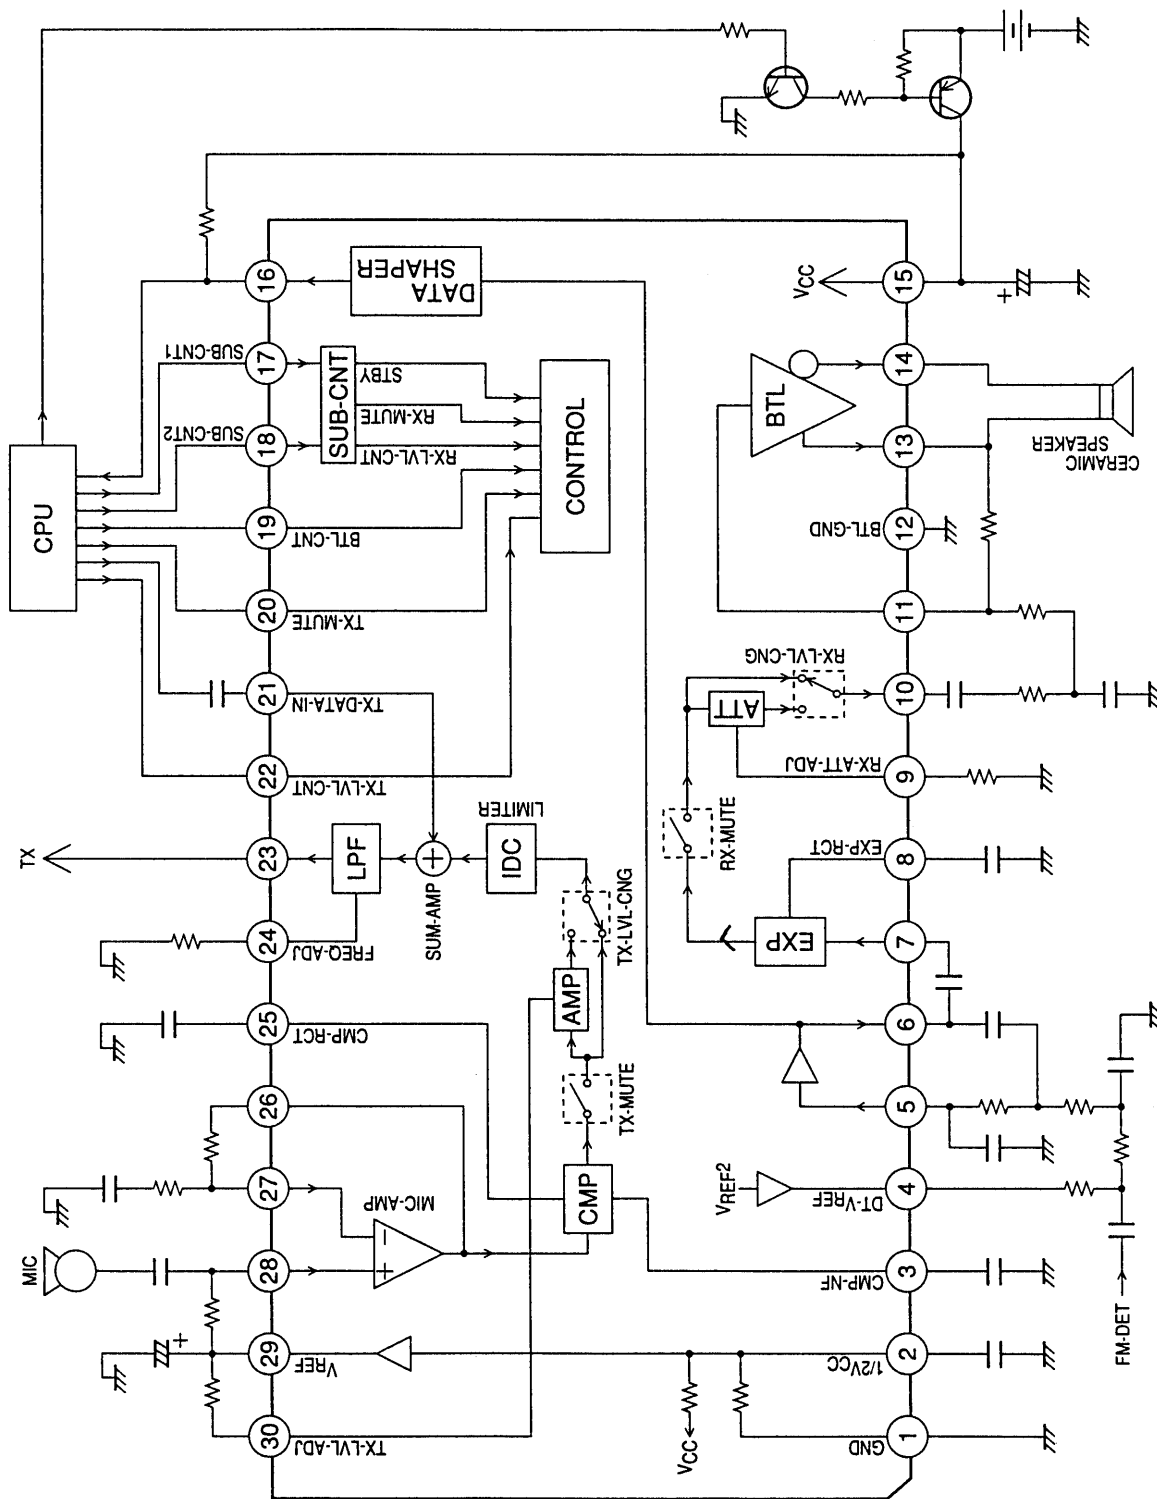 CPU
16
17
SUB-CNT1
18
SUB-CNT2
19
BTL-CNT
20
TX-MUTE
21
TX-DATA-IN
22
TX-LVL-CNT
23
TX
24
FREQ-ADJ
25
CMP-RCT
26
27
28
MIC
29
VREF
30
TX-LVL-ADJ
DATA
SHAPER
SUB-CNT
STBY
RX-MUTE
RX-LVL-CNT
CONTROL
LPF
SUM-AMP
IDC
LIMITER
TX-LVL-CNG
AMP
TX-MUTE
CMP
MIC-AMP
VCC
BTL
RX-LVL-CNG
ATT
RX-MUTE
EXP
VREF2
VCC
15
+
14
13
CERAMIC
SPEAKER
12
BTL-GND
11
10
9
RX-ATT-ADJ
8
EXP-RCT
7
6
5
4
DT-VREF
3
CMP-NF
2
1/2VCC
1
GND
FM-DET
+
+
−
+